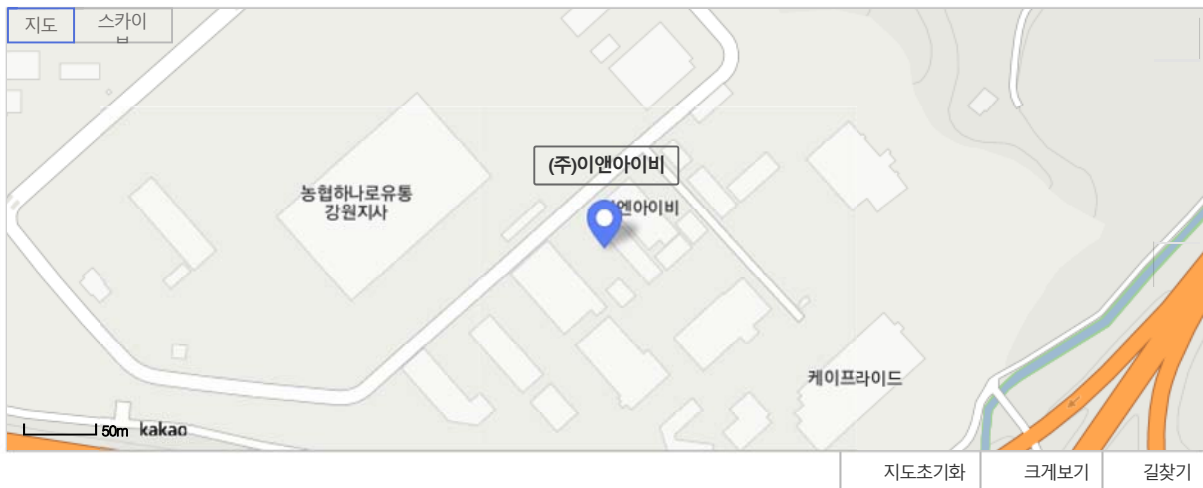 지도
스카이
(주)이앤아이비
엔아이비
농협하나로유통
강원지사
케이프라이드
50m
kakao
지도초기화
크게보기
길찾기